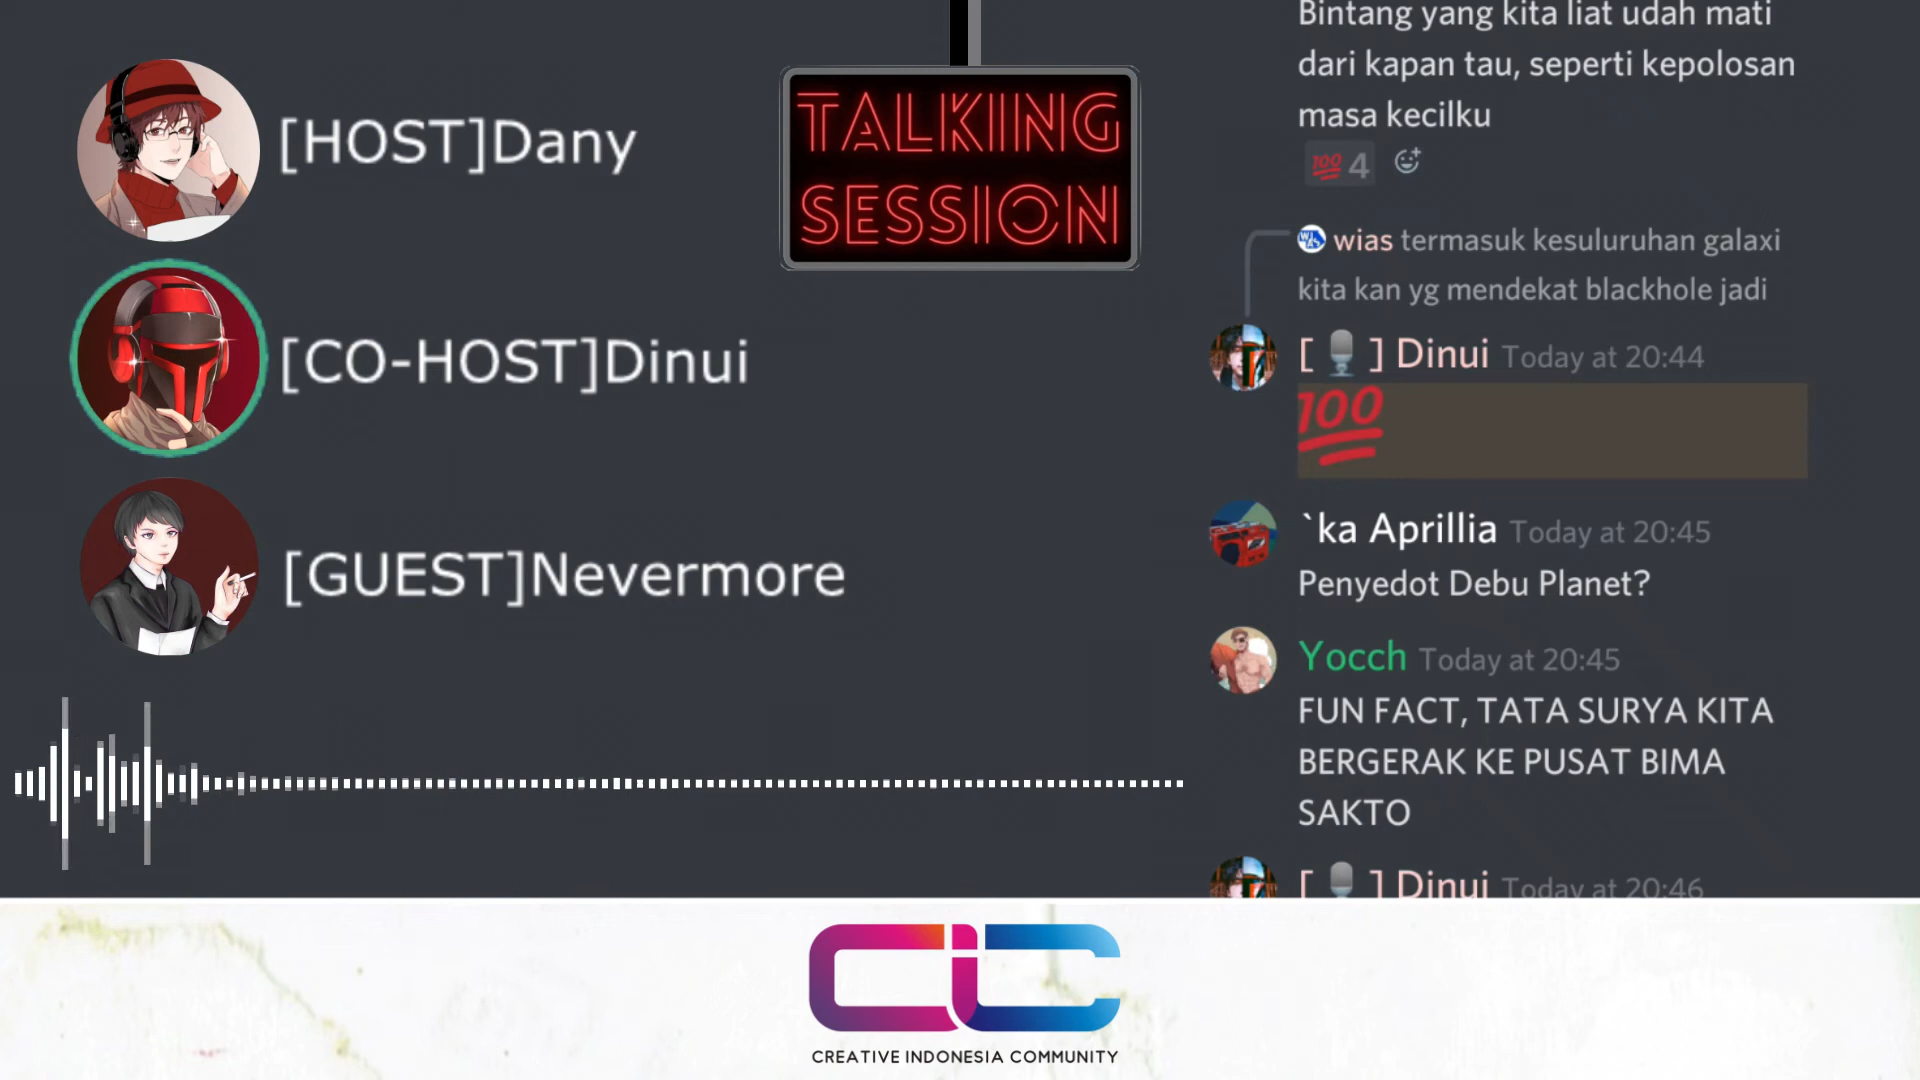 [HOST]Dany
[CO-HOST]Dinui
[GUEST]Nevermore
TALKING
SESSION
Bintang yang kita liat udah mati
dari kapan tau, seperti kepolosan
masa kecilku
💯 4
wias termasuk kesuluruhan galaxi
kita kan yg mendekat blackhole jadi
[🎙️] Dinui Today at 20:44
💯
`ka Aprillia Today at 20:45
Penyedot Debu Planet?
Yocch Today at 20:45
FUN FACT, TATA SURYA KITA
BERGERAK KE PUSAT BIMA
SAKTO
[🎙️] Dinui Today at 20:46
CIC
CREATIVE INDONESIA COMMUNITY